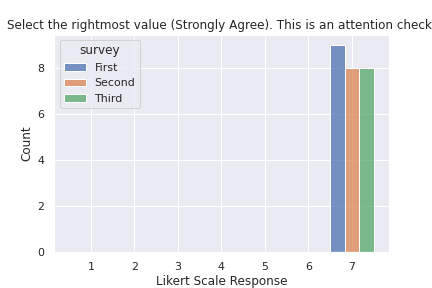 Select the rightmost value (Strongly Agree). This is an attention check
survey
First
Second
Third
8
6
4
2
0
Count
1 2 3 4 5 6 7
Likert Scale Response